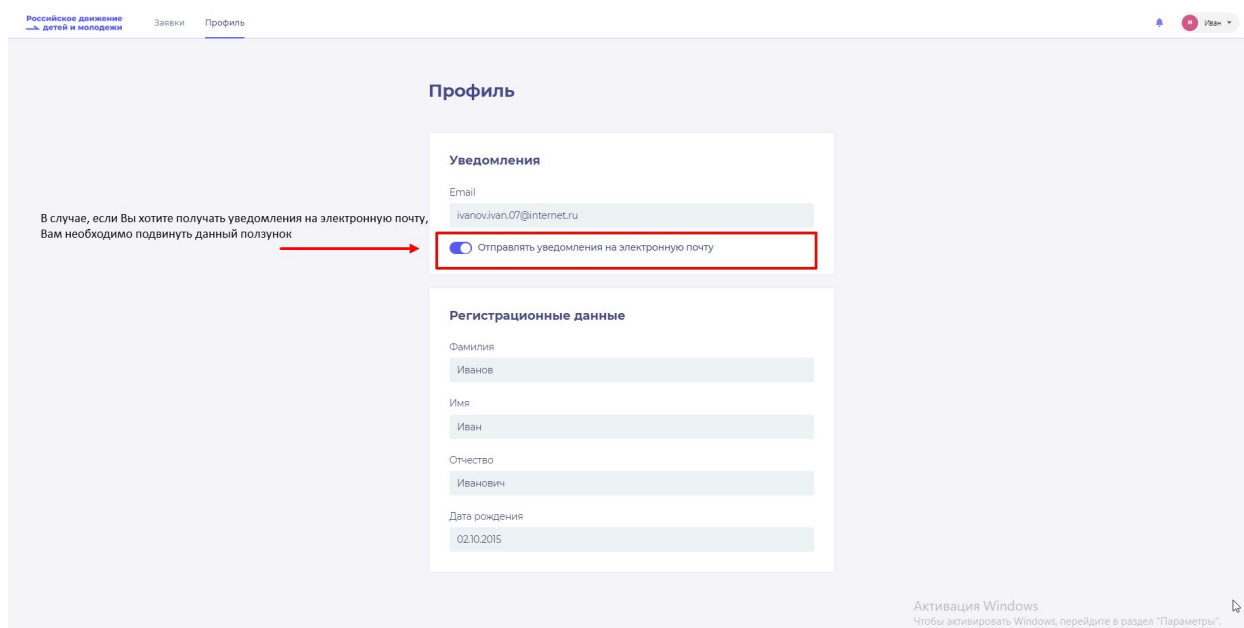 Российское движение
детей и молодежи
Заявки
Профиль
И
Иван
Профиль
Уведомления
Email
ivanov.ivan.07@internet.ru
В случае, если Вы хотите получать уведомления на электронную почту,
Вам необходимо подвинуть данный ползунок
Отправлять уведомления на электронную почту
Регистрационные данные
Фамилия
Иванов
Имя
Иван
Отчество
Иванович
Дата рождения
02.10.2015
Активация Windows
Чтобы активировать Windows, перейдите в раздел "Параметры".